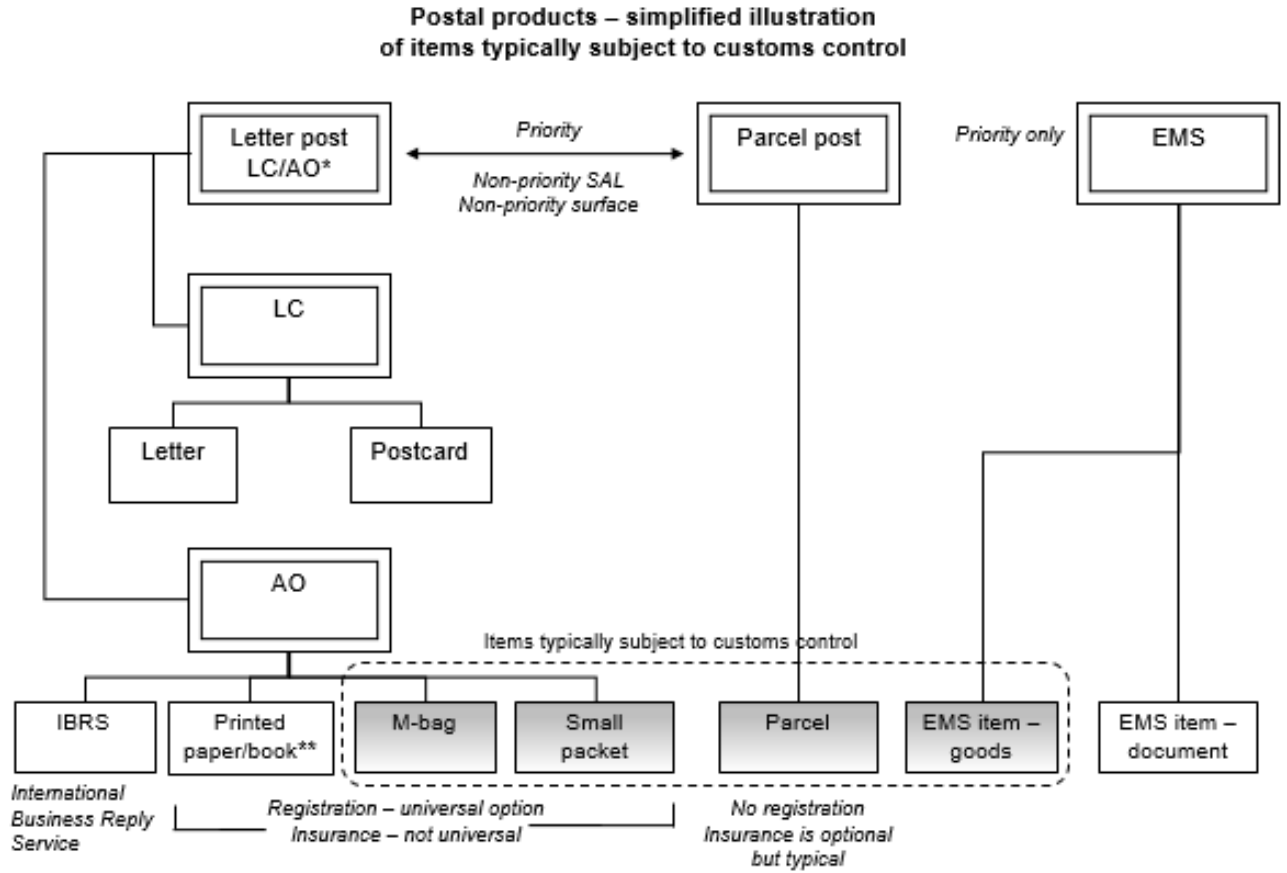 Postal products – simplified illustration
of items typically subject to customs control
Letter post
LC/AO*
Priority
Non-priority SAL
Non-priority surface
Parcel post
Priority only
EMS
LC
Letter
Postcard
AO
Items typically subject to customs control
IBRS
Printed
paper/book**
M-bag
Small
packet
Parcel
EMS item –
goods
EMS item –
document
International
Business Reply
Service
Registration – universal option
Insurance – not universal
No registration
Insurance is optional
but typical